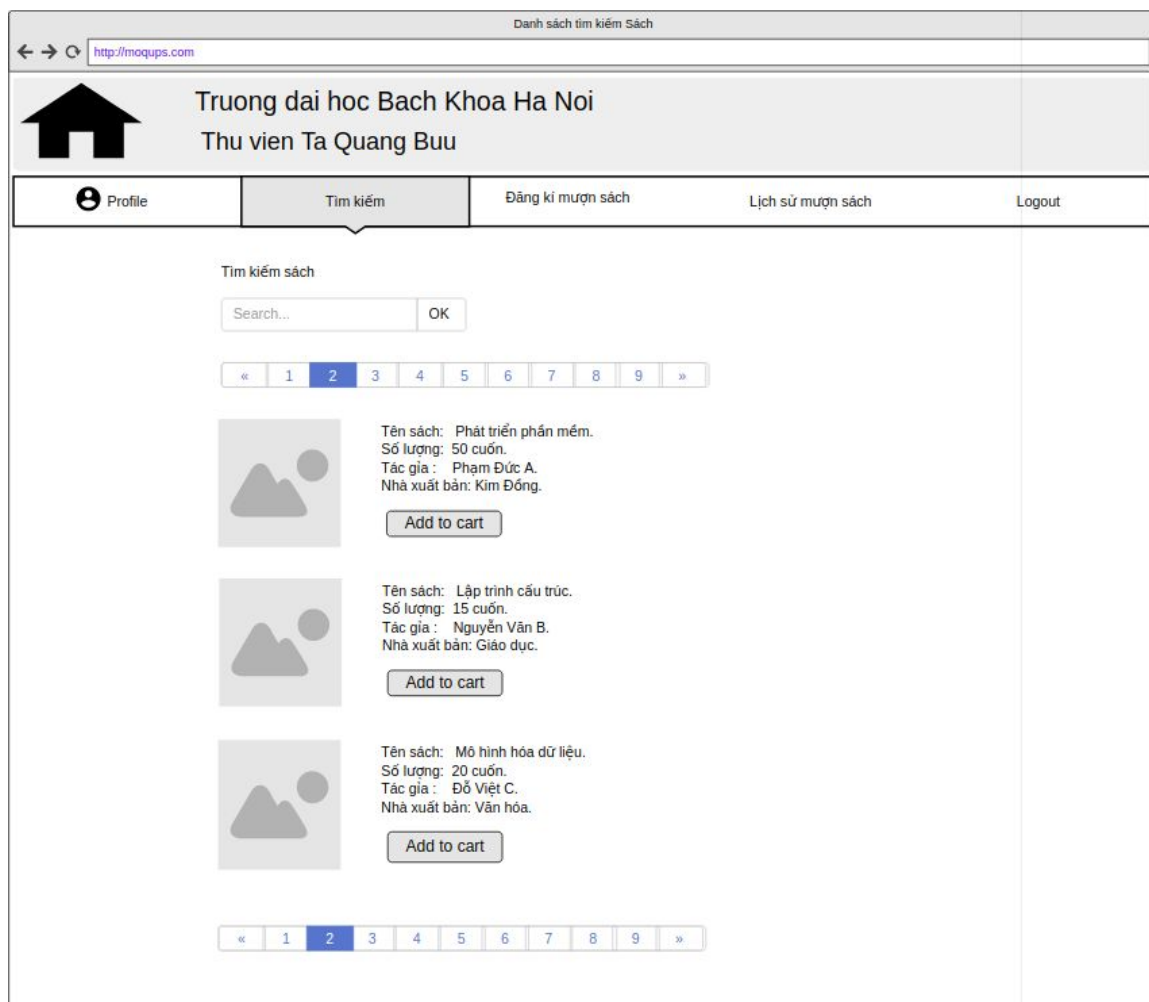 Danh sách tìm kiếm Sách
http://moqups.com
Truong dai hoc Bach Khoa Ha Noi
Thu vien Ta Quang Buu
Profile Tìm kiếm Đăng kí mượn sách Lịch sử mượn sách Logout
Tìm kiếm sách
Search... OK
« 1 2 3 4 5 6 7 8 9 »
Tên sách: Phát triển phần mềm.
Số lượng: 50 cuốn.
Tác gỉa : Phạm Đức A.
Nhà xuất bản: Kim Đồng.
Add to cart
Tên sách: Lập trình cấu trúc.
Số lượng: 15 cuốn.
Tác gỉa : Nguyễn Văn B.
Nhà xuất bản: Giáo dục.
Add to cart
Tên sách: Mô hình hóa dữ liệu.
Số lượng: 20 cuốn.
Tác gỉa : Đỗ Việt C.
Nhà xuất bản: Văn hóa.
Add to cart
« 1 2 3 4 5 6 7 8 9 »